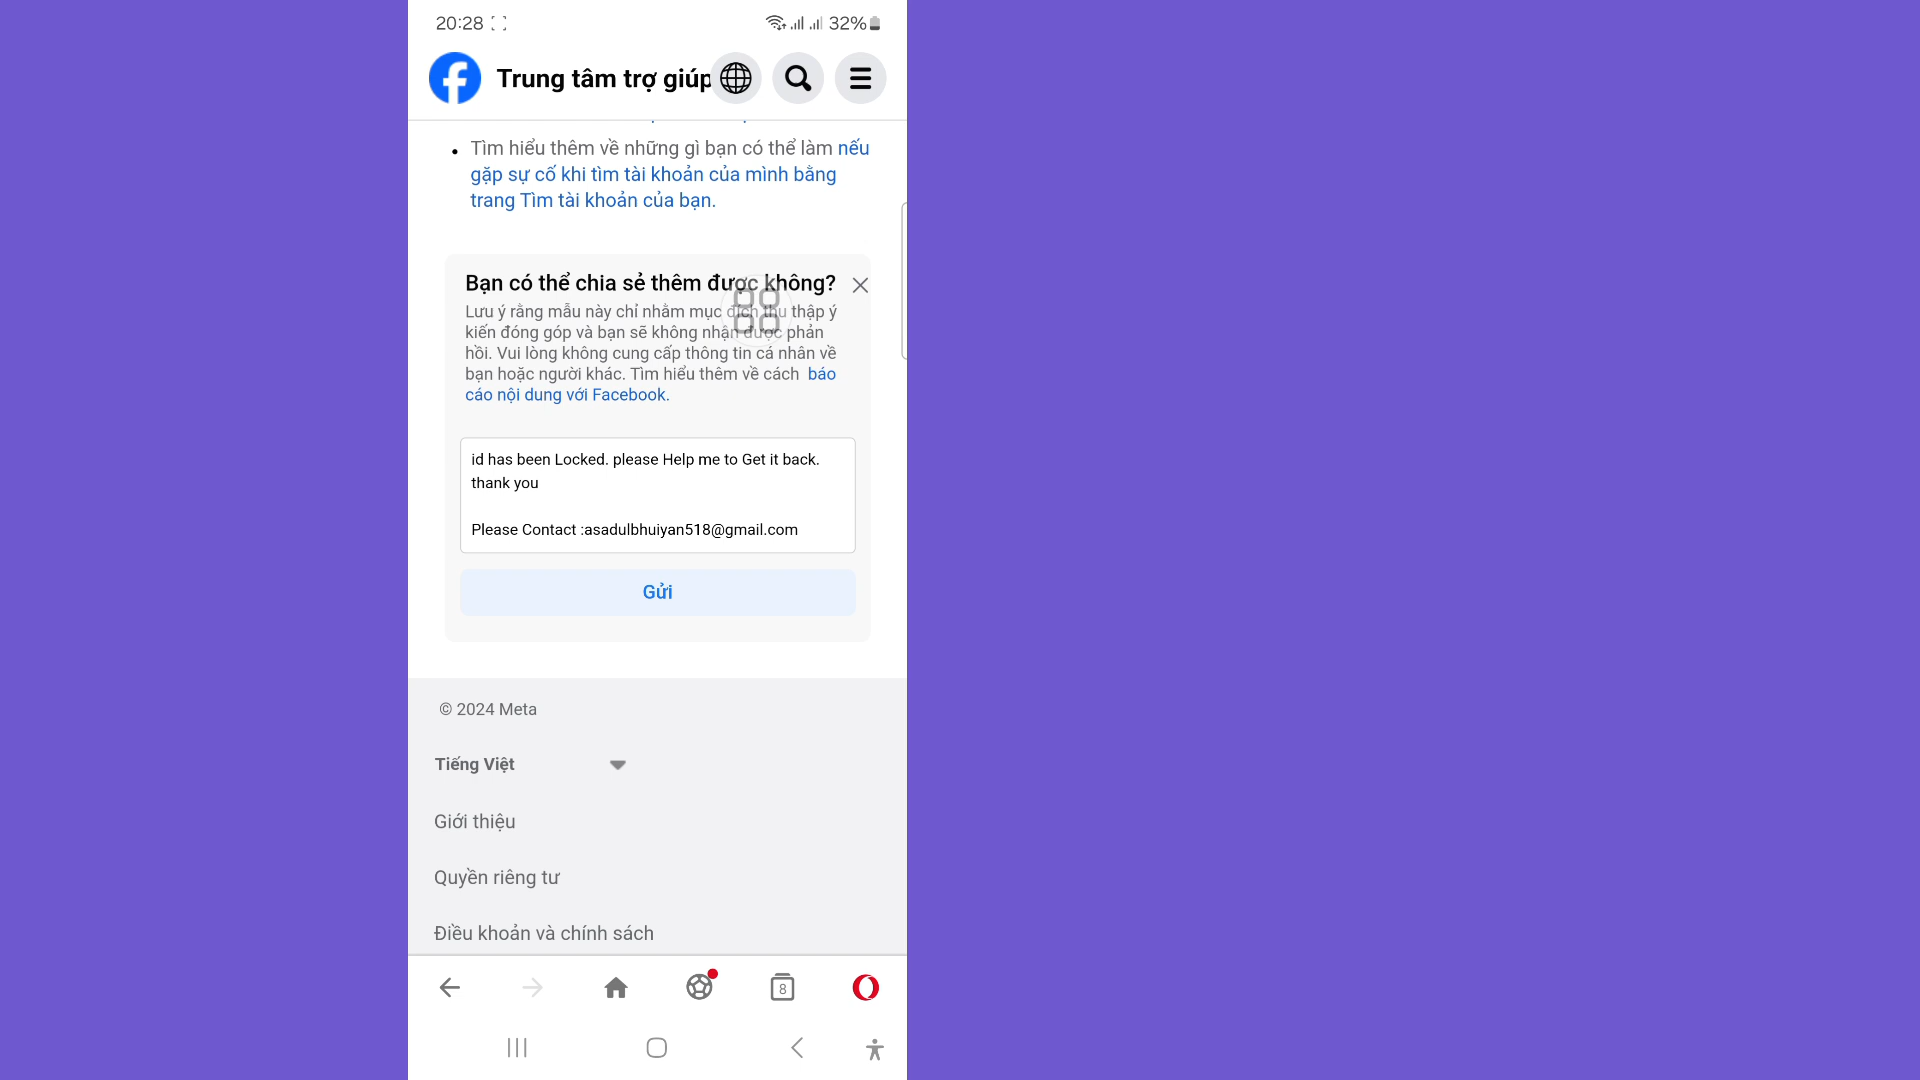 20:28
32%
Trung tâm trợ giúp
Tìm hiểu thêm về những gì bạn có thể làm nếu
gặp sự cố khi tìm tài khoản của mình bằng
trang Tìm tài khoản của bạn.
Bạn có thể chia sẻ thêm được không?
Lưu ý rằng mẫu này chỉ nhằm mục đích thu thập ý
kiến đóng góp và bạn sẽ không nhận được phản
hồi. Vui lòng không cung cấp thông tin cá nhân về
bạn hoặc người khác. Tìm hiểu thêm về cách báo
cáo nội dung với Facebook.
id has been Locked. please Help me to Get it back.
thank you
Please Contact :asadulbhuiyan518@gmail.com
Gửi
© 2024 Meta
Tiếng Việt
Giới thiệu
Quyền riêng tư
Điều khoản và chính sách
8